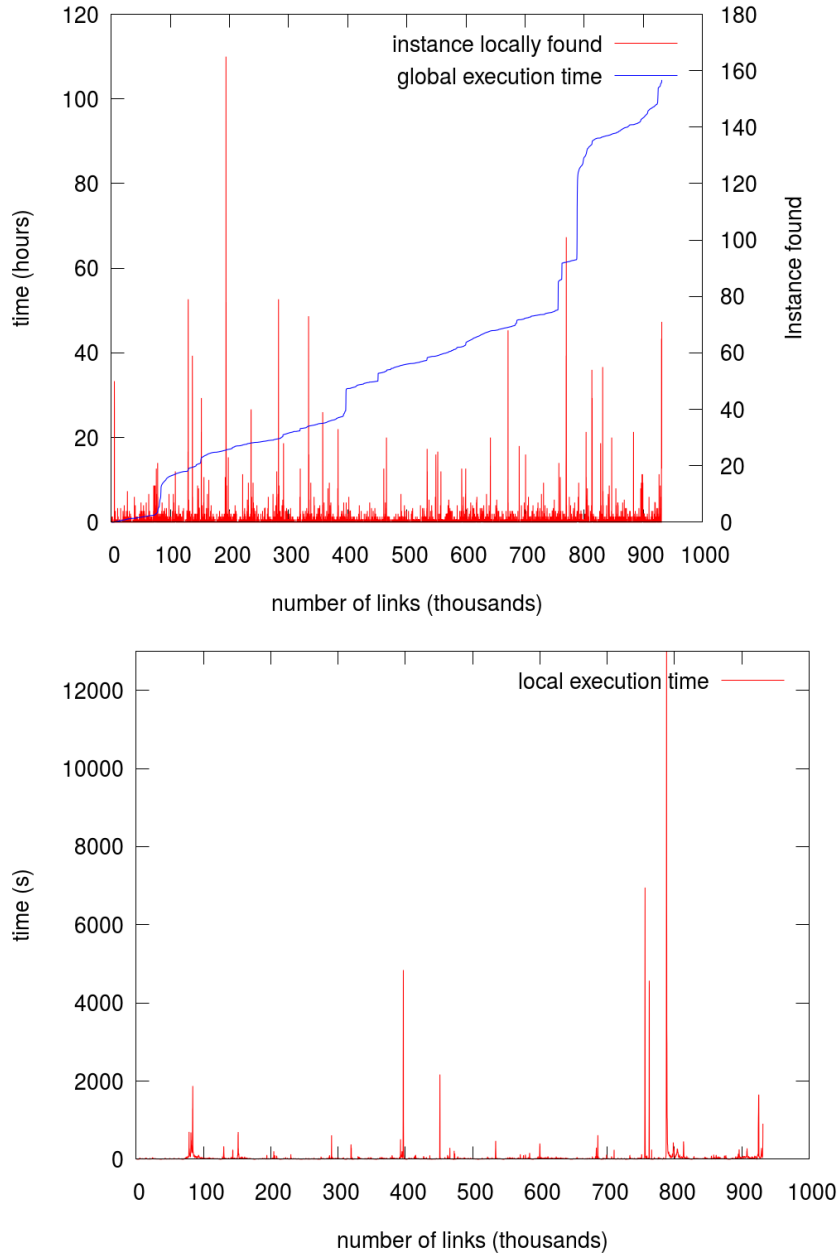 120
100
80
60
40
20
0
time (hours)
180
160
140
120
100
80
60
40
20
0
Instance found
instance locally found
global execution time
0 100 200 300 400 500 600 700 800 900 1000
number of links (thousands)
12000
10000
8000
6000
4000
2000
0
time (s)
local execution time
0 100 200 300 400 500 600 700 800 900 1000
number of links (thousands)